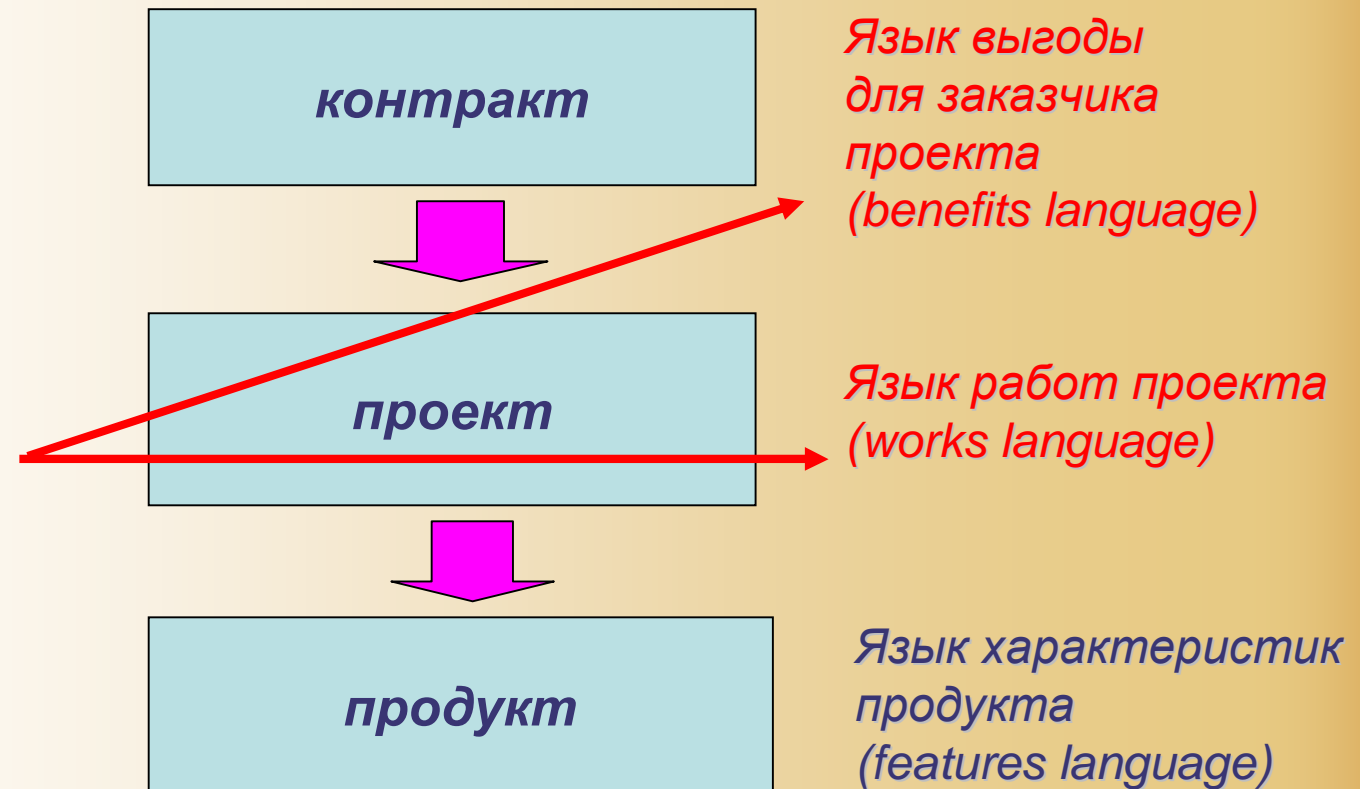 контракт
Язык выгоды
для заказчика
проекта
(benefits language)
проект
Язык работ проекта
(works language)
продукт
Язык характеристик
продукта
(features language)